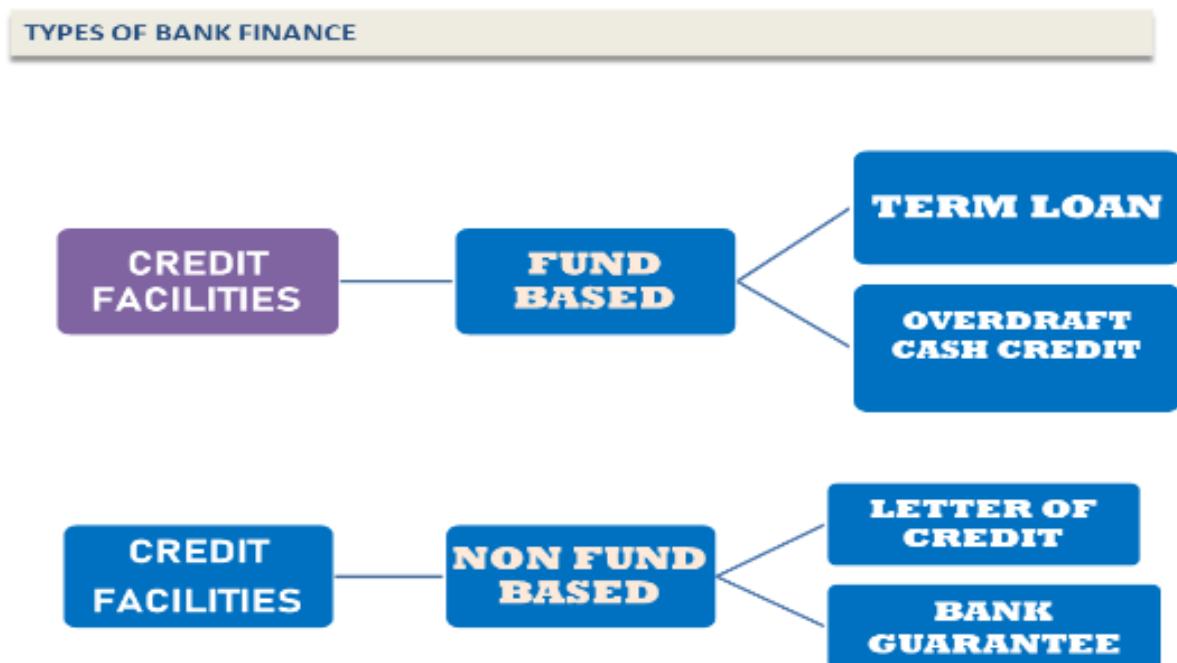 TYPES OF BANK FINANCE
CREDIT
FACILITIES
FUND
BASED
TERM LOAN
OVERDRAFT
CASH CREDIT
CREDIT
FACILITIES
NON FUND
BASED
LETTER OF
CREDIT
BANK
GUARANTEE